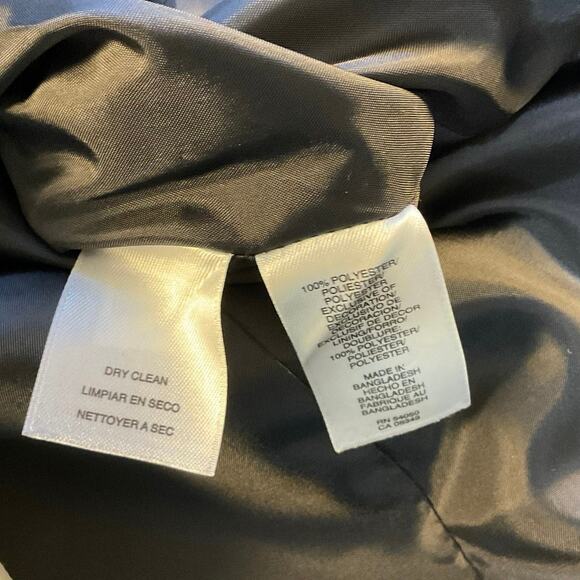 DRY CLEAN
LIMPIAR EN SECO
NETTOYER A SEC
100% POLYESTER/
POLIESTER/
POLYESTER
EXCLUSIVE OF
DECORATION/
EXCLUSIVO DE
DECORACION/
EXCLUSIF DE DECOR
LINING/FORRO/
DOUBLURE:
100% POLYESTER/
POLIESTER/
POLYESTER
MADE IN
BANGLADESH
HECHO EN
BANGLADESH
FABRIQUE AU
BANGLADESH
RN 54050
CA 08349